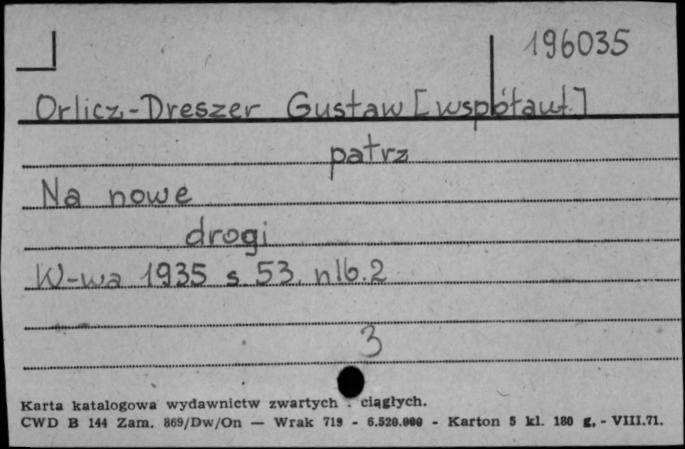 196035
Orlicz-Dreszer Gustaw [współaut.]
patrz
Na nowe
drogi
W-wa 1935 s. 53, nlb. 2
3
Karta katalogowa wydawnictw zwartych . ciągłych.
CWD B 144 Zam. 869/Dw/On — Wrak 719 - 6.520.000 - Karton 5 kl. 180 g. - VIII.71.